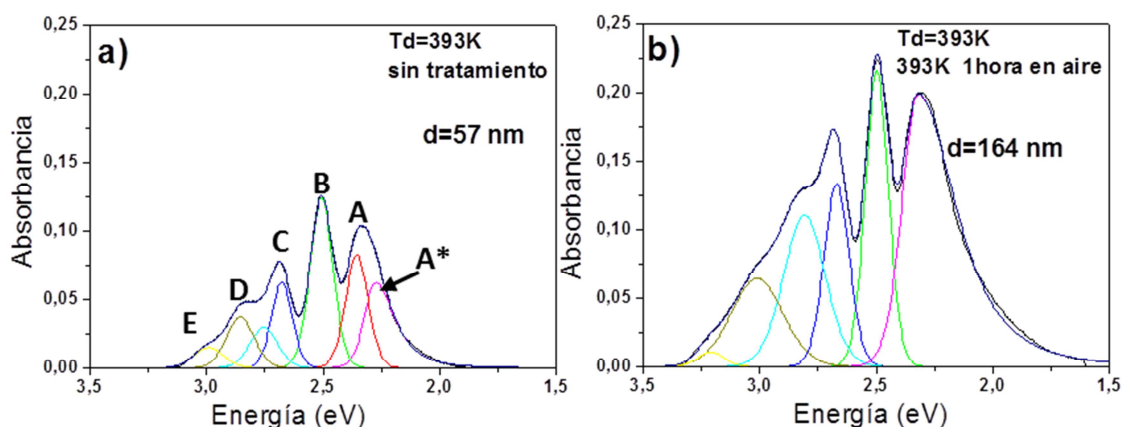 a)
Td=393K
sin tratamiento
d=57 nm
A
B
C
D
E
A*
Absorbancia
0,25
0,20
0,15
0,10
0,05
0,00
3,5
3,0
2,5
2,0
1,5
Energía (eV)
b)
Td=393K
393K 1hora en aire
d=164 nm
Absorbancia
0,25
0,20
0,15
0,10
0,05
0,00
3,5
3,0
2,5
2,0
1,5
Energía (eV)